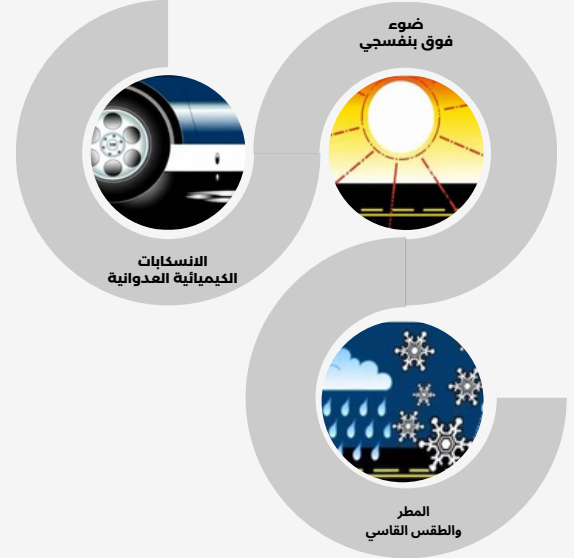 ضوء
فوق بنفسجي
الانسكابات
الكيميائية العدوانية
المطر
والطقس القاسي